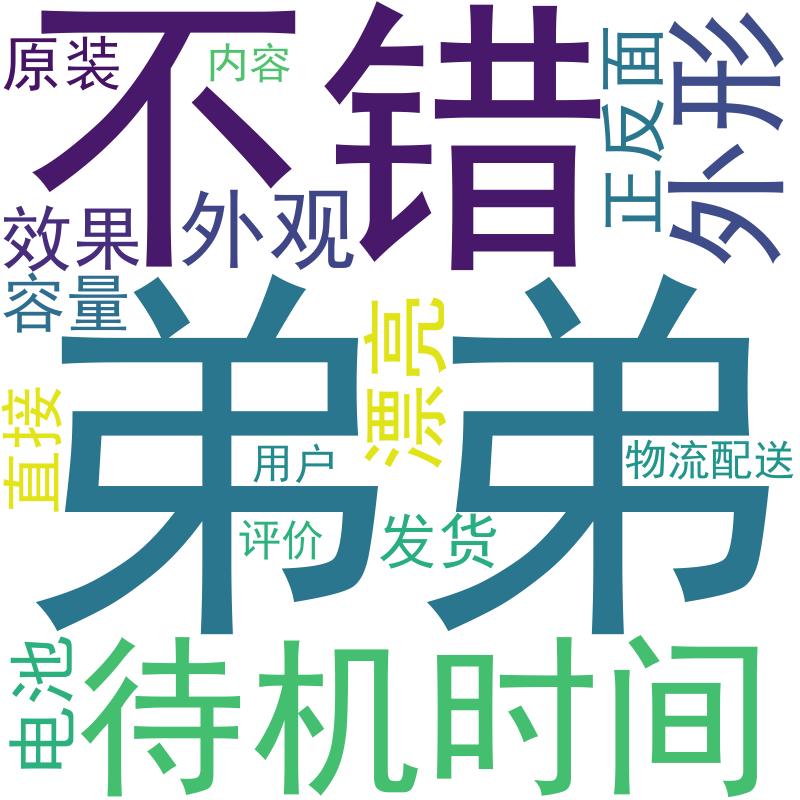 不错
原装
内容
正反面
外形
效果
外观
容量
弟弟
漂亮
直接
用户
物流配送
评价
发货
电池
待机时间